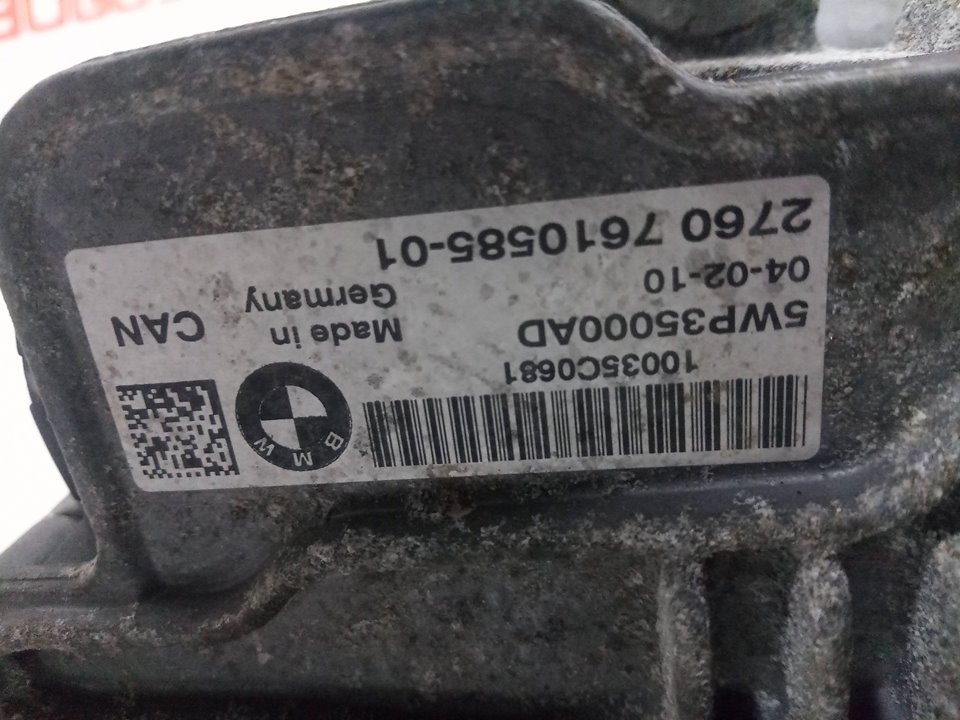 2760 7610585-01
04-02-10
5WP35000AD
10035C0681
Made in
Germany
CAN
BMW